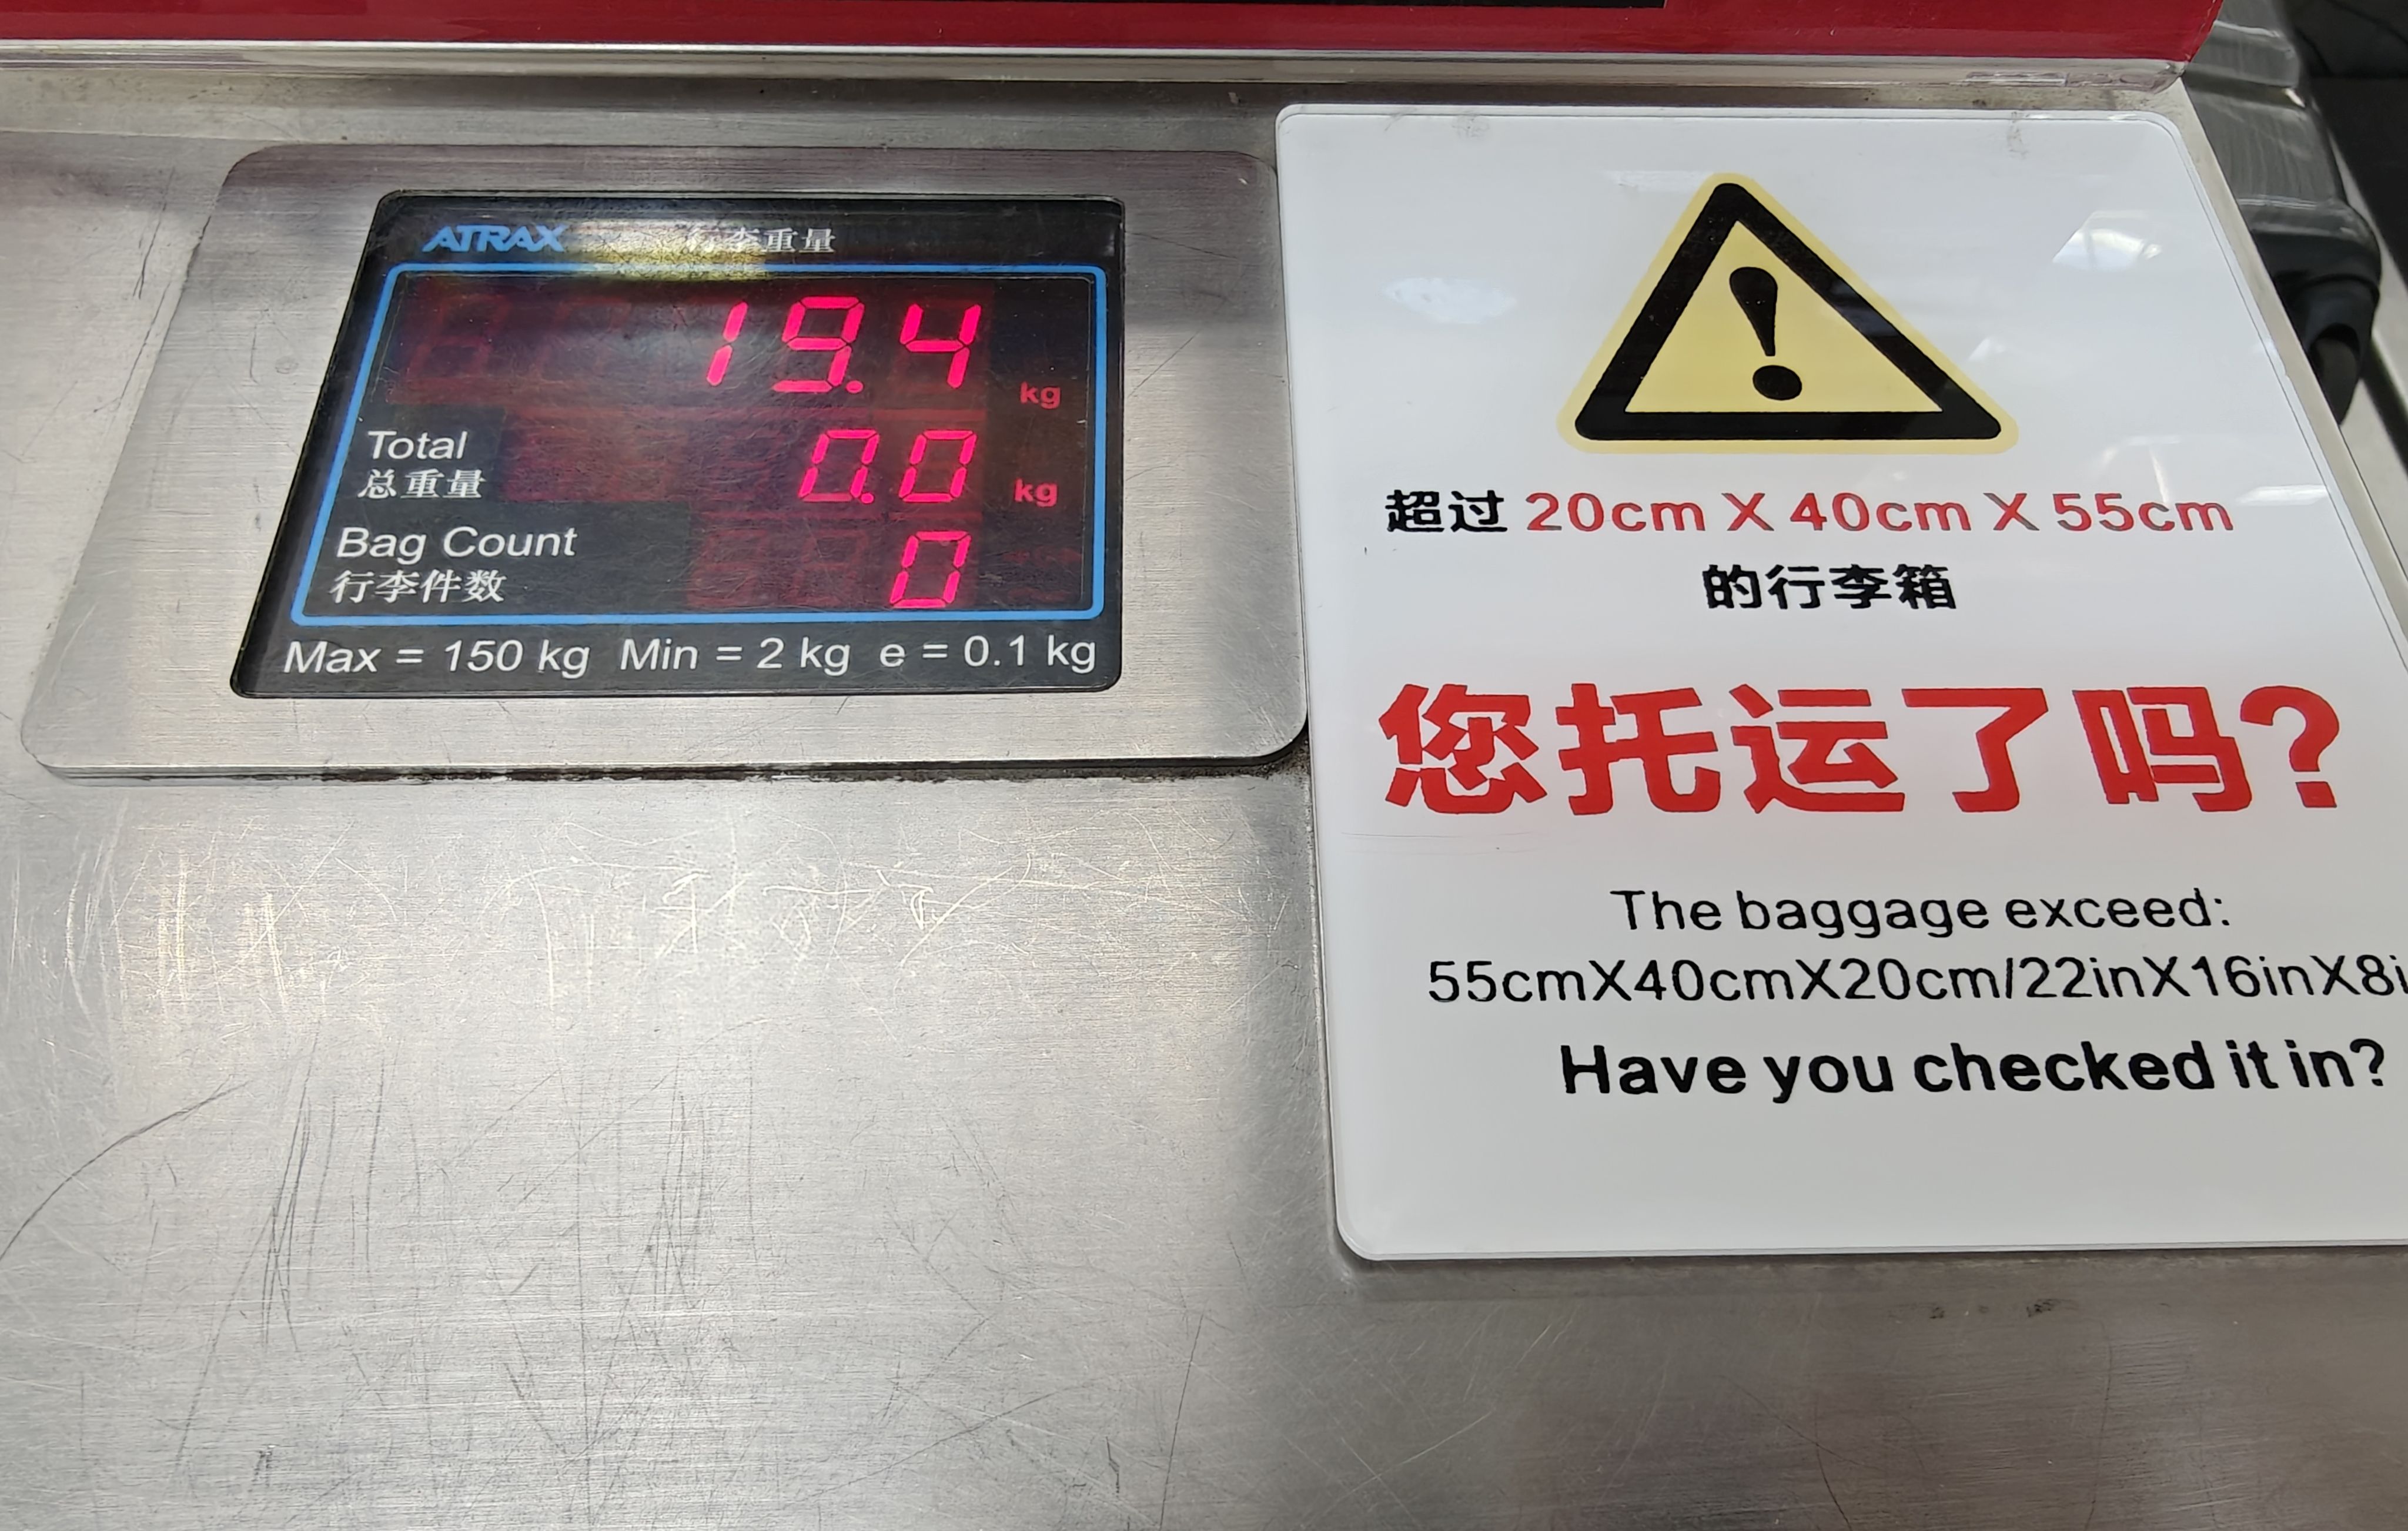 ATRAX 行李重量
19.4 kg
Total 0.0 kg
总重量
Bag Count 0
行李件数
Max = 150 kg Min = 2 kg e = 0.1 kg
超过 20cm X 40cm X 55cm
的行李箱
您托运了吗?
The baggage exceed:
55cmX40cmX20cm/22inX16inX8i
Have you checked it in?